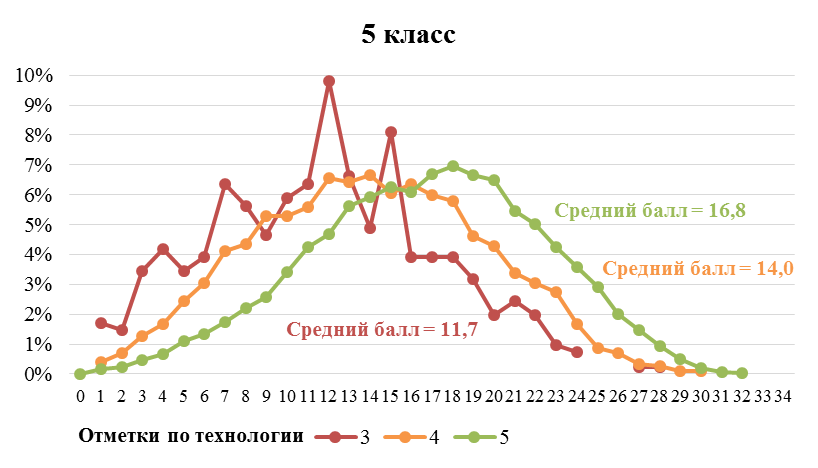 5 класс
10%
9%
8%
7%
6%
5%
4%
3%
2%
1%
0%
Средний балл = 16,8
Средний балл = 14,0
Средний балл = 11,7
0 1 2 3 4 5 6 7 8 9 10 11 12 13 14 15 16 17 18 19 20 21 22 23 24 25 26 27 28 29 30 31 32 33 34
Отметки по технологии 3 4 5